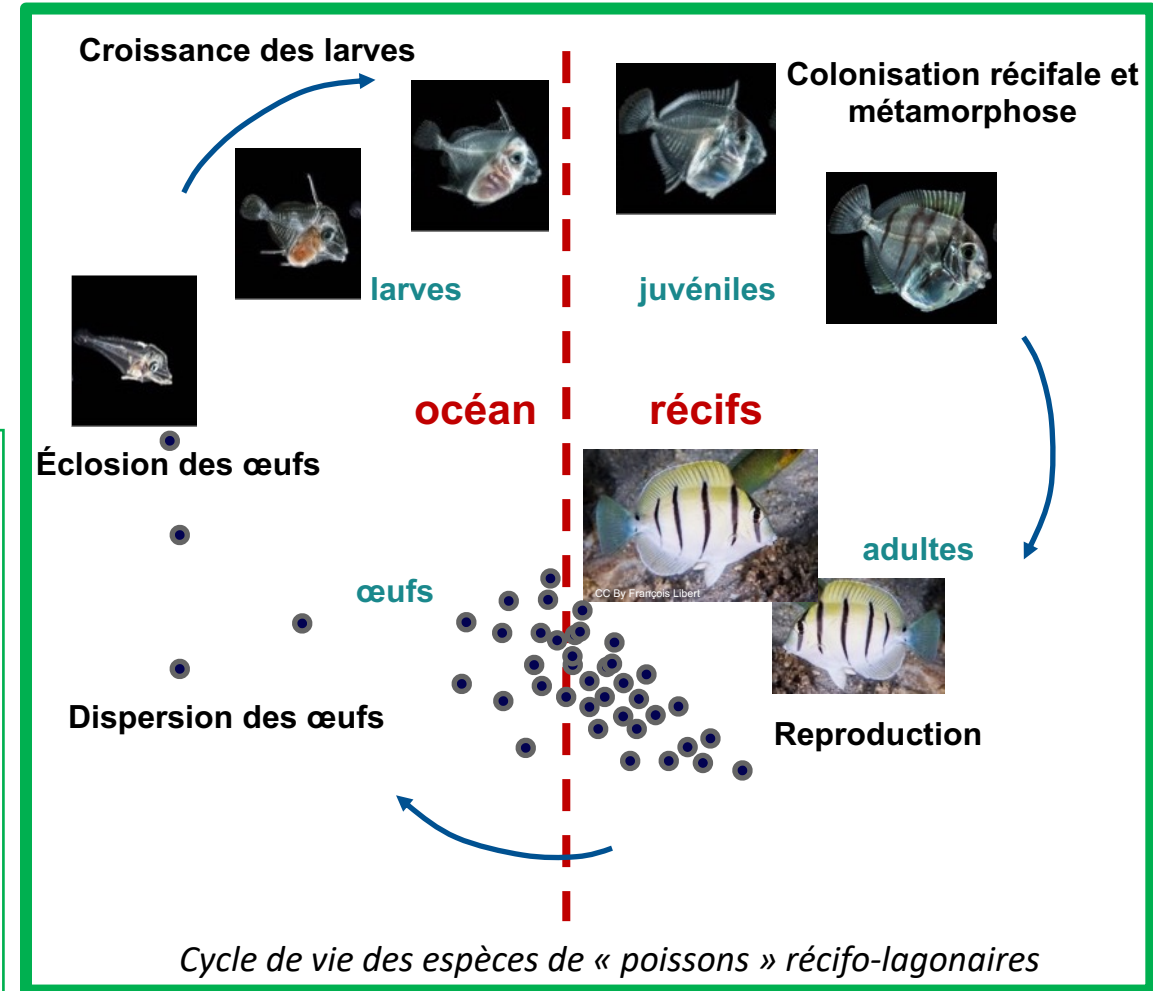 Croissance des larves
Colonisation récifale et
métamorphose
larves
juvéniles
océan
récifs
Éclosion des œufs
adultes
œufs
CC By François Libert
Dispersion des œufs
Reproduction
Cycle de vie des espèces de « poissons » récifo-lagonaires